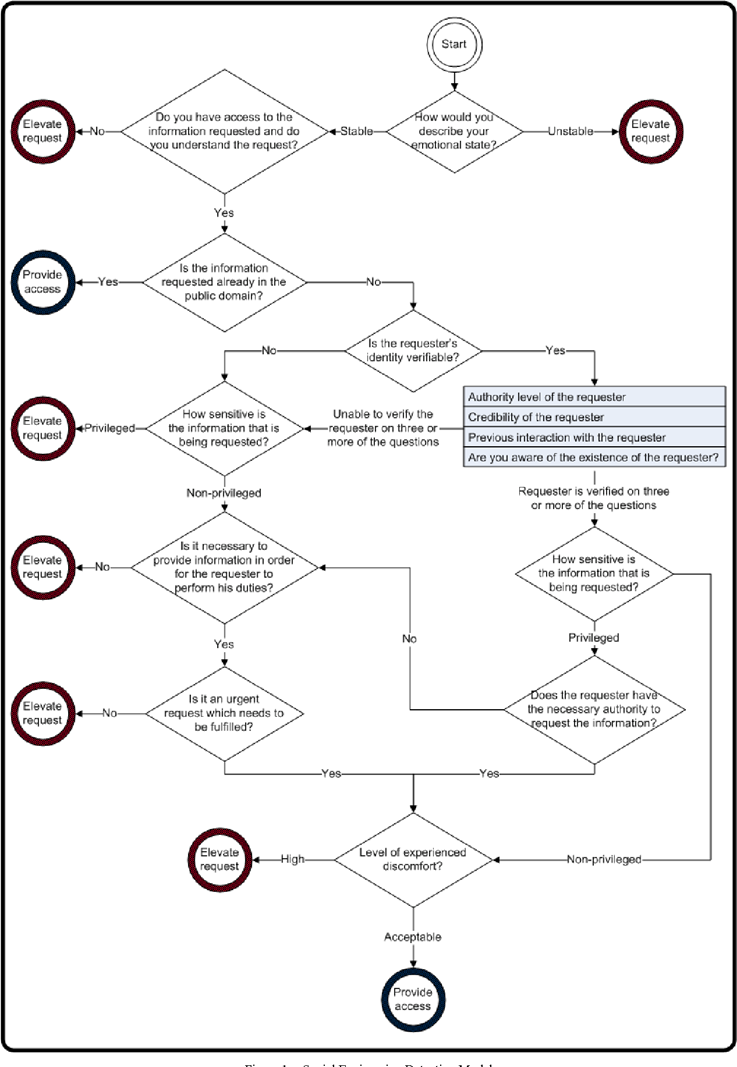 Start
How would you
describe your
emotional state?
Unstable
Elevate
request
Stable
Do you have access to the
information requested and do
you understand the request?
No
Elevate
request
Yes
Is the information
requested already in the
public domain?
Yes
Provide
access
No
Is the requester's
identity verifiable?
No
Yes
Authority level of the requester
Credibility of the requester
Previous interaction with the requester
Are you aware of the existence of the requester?
Unable to verify the
requester on three or
more of the questions
How sensitive is
the information that is
being requested?
Privileged
Elevate
request
Non-privileged
Requester is verified on three
or more of the questions
How sensitive is
the information that is
being requested?
Privileged
Is it necessary to
provide information in order
for the requester to
perform his duties?
No
Elevate
request
Yes
No
Does the requester have
the necessary authority to
request the information?
Is it an urgent
request which needs to
be fulfilled?
No
Elevate
request
Yes
Yes
Level of experienced
discomfort?
High
Elevate
request
Non-privileged
Acceptable
Provide
access